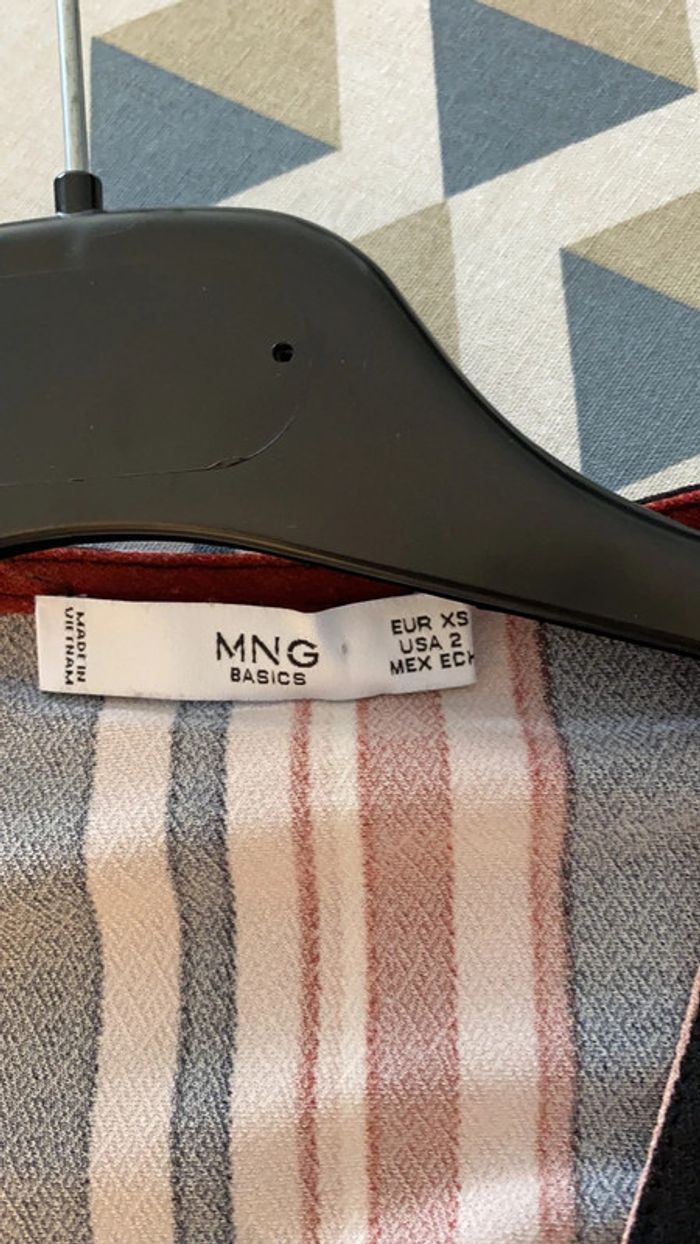 MADE IN
VIETNAM
MNG
BASICS
EUR XS
USA 2
MEX ECH